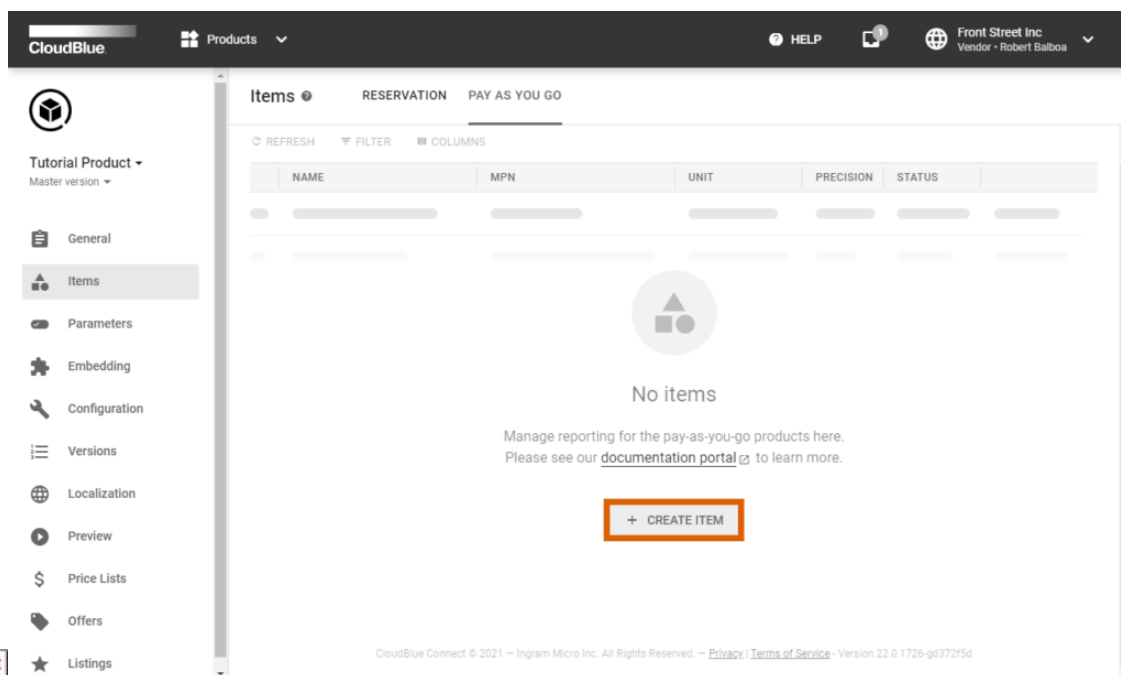 CloudBlue
Products
HELP
1
Front Street Inc
Vendor • Robert Balboa
Tutorial Product
Master version
General
Items
Parameters
Embedding
Configuration
Versions
Localization
Preview
Price Lists
Offers
Listings
Items
RESERVATION PAY AS YOU GO
REFRESH FILTER COLUMNS
NAME MPN UNIT PRECISION STATUS
No items
Manage reporting for the pay-as-you-go products here.
Please see our documentation portal to learn more.
+ CREATE ITEM
CloudBlue Connect © 2021 — Ingram Micro Inc. All Rights Reserved. — Privacy | Terms of Service - Version 22.0.1726-gd372f5d